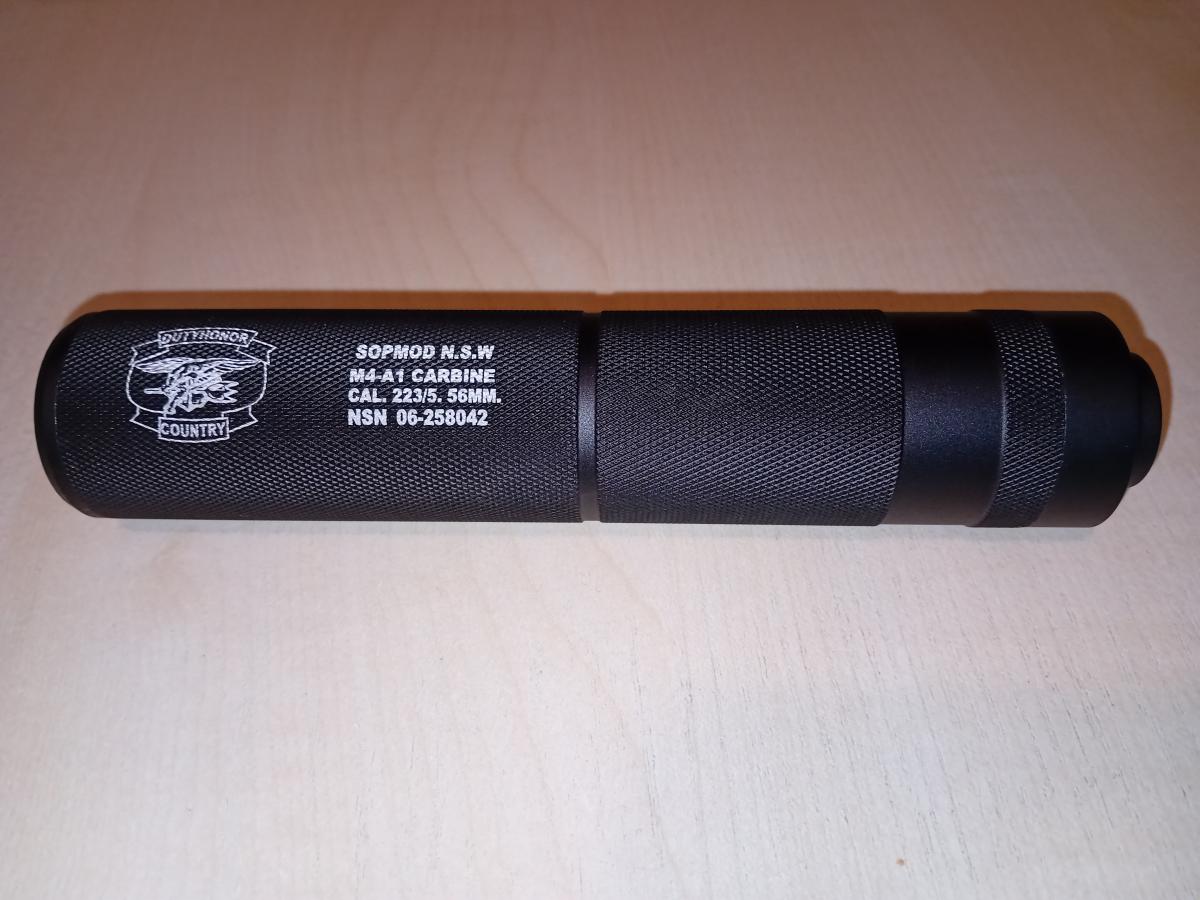 DUTYHONOR
COUNTRY
SOPMOD N.S.W
M4-A1 CARBINE
CAL. 223/5. 56MM.
NSN 06-258042